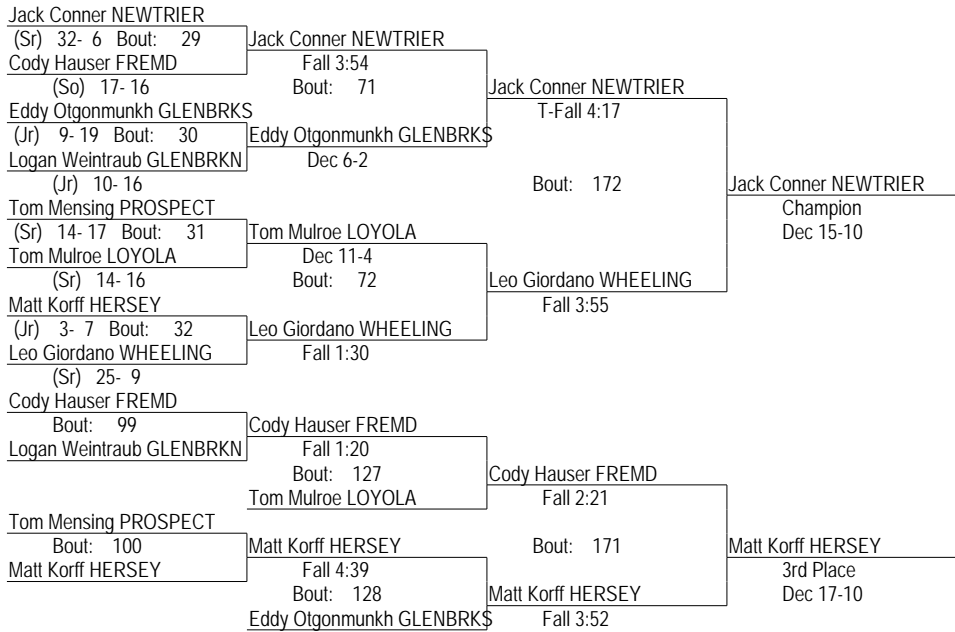 Jack Conner NEWTRIER
(Sr) 32- 6 Bout: 29 Jack Conner NEWTRIER
Cody Hauser FREMD Fall 3:54
(So) 17- 16 Bout: 71 Jack Conner NEWTRIER
Eddy Otgonmunkh GLENBRKS T-Fall 4:17
(Jr) 9- 19 Bout: 30 Eddy Otgonmunkh GLENBRKS
Logan Weintraub GLENBRKN Dec 6-2
(Jr) 10- 16 Bout: 172 Jack Conner NEWTRIER
Tom Mensing PROSPECT Champion
(Sr) 14- 17 Bout: 31 Tom Mulroe LOYOLA Dec 15-10
Tom Mulroe LOYOLA Dec 11-4
(Sr) 14- 16 Bout: 72 Leo Giordano WHEELING
Matt Korff HERSEY Fall 3:55
(Jr) 3- 7 Bout: 32 Leo Giordano WHEELING
Leo Giordano WHEELING Fall 1:30
(Sr) 25- 9
Cody Hauser FREMD
Bout: 99 Cody Hauser FREMD
Logan Weintraub GLENBRKN Fall 1:20
Bout: 127 Cody Hauser FREMD
Tom Mulroe LOYOLA Fall 2:21
Tom Mensing PROSPECT
Bout: 100 Matt Korff HERSEY Bout: 171 Matt Korff HERSEY
Matt Korff HERSEY Fall 4:39 3rd Place
Bout: 128 Matt Korff HERSEY Dec 17-10
Eddy Otgonmunkh GLENBRKS Fall 3:52